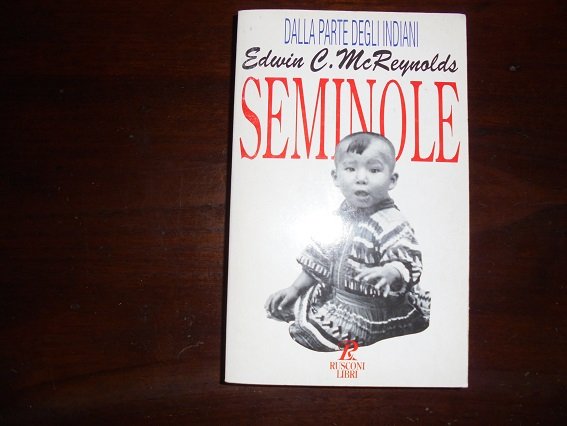 DALLA PARTE DEGLI INDIANI
Edwin C. McReynolds
SEMINOLE
RUSCONI
LIBRI